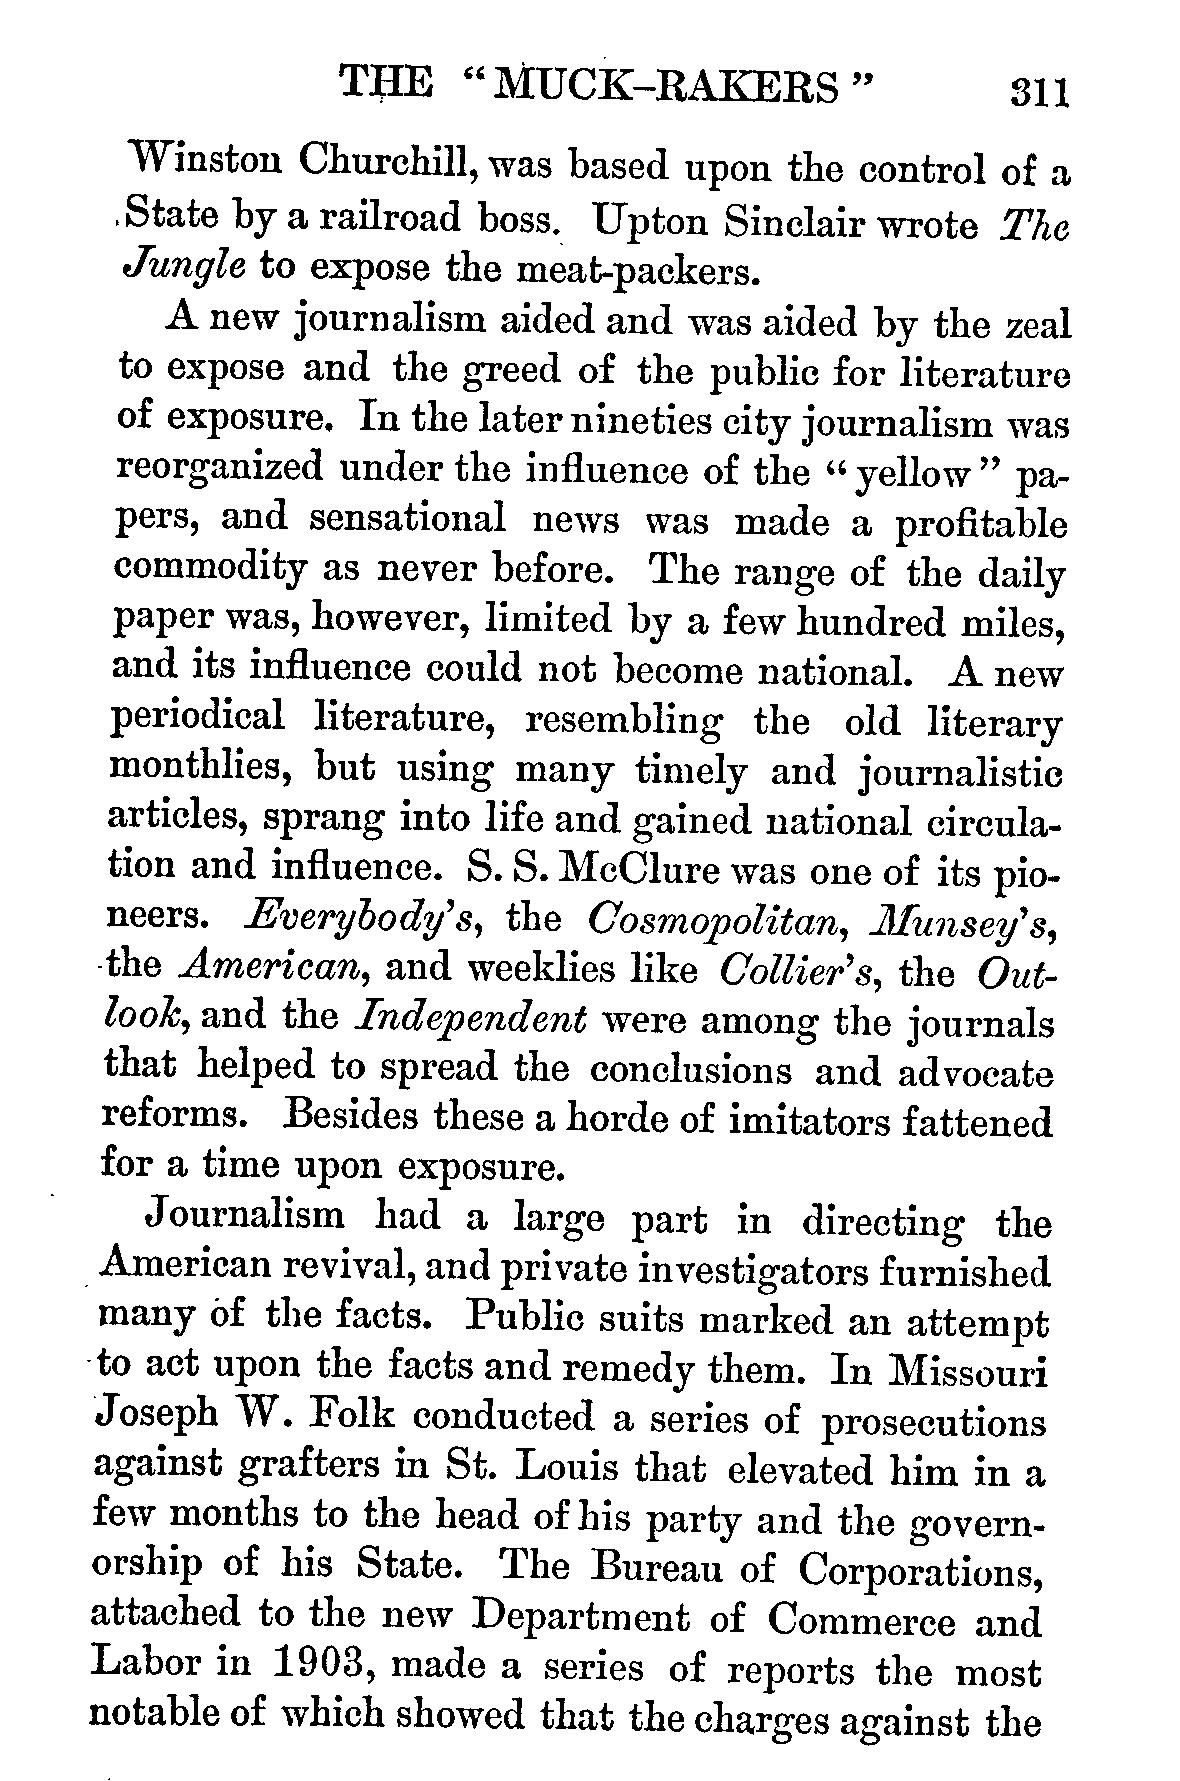 THE "MUCK-RAKERS" 311
Winston Churchill, was based upon the control of a
State by a railroad boss. Upton Sinclair wrote The
Jungle to expose the meat-packers.
A new journalism aided and was aided by the zeal
to expose and the greed of the public for literature
of exposure. In the later nineties city journalism was
reorganized under the influence of the "yellow" pa-
pers, and sensational news was made a profitable
commodity as never before. The range of the daily
paper was, however, limited by a few hundred miles,
and its influence could not become national. A new
periodical literature, resembling the old literary
monthlies, but using many timely and journalistic
articles, sprang into life and gained national circula-
tion and influence. S. S. McClure was one of its pio-
neers. Everybody's, the Cosmopolitan, Munsey's,
the American, and weeklies like Collier's, the Out-
look, and the Independent were among the journals
that helped to spread the conclusions and advocate
reforms. Besides these a horde of imitators fattened
for a time upon exposure.
Journalism had a large part in directing the
American revival, and private investigators furnished
many of the facts. Public suits marked an attempt
to act upon the facts and remedy them. In Missouri
Joseph W. Folk conducted a series of prosecutions
against grafters in St. Louis that elevated him in a
few months to the head of his party and the govern-
orship of his State. The Bureau of Corporations,
attached to the new Department of Commerce and
Labor in 1903, made a series of reports the most
notable of which showed that the charges against the